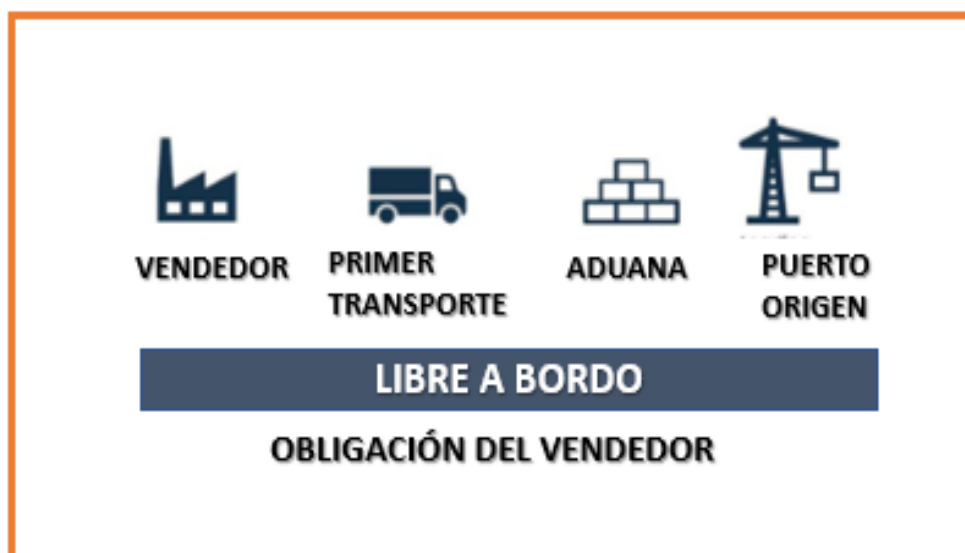 VENDEDOR
PRIMER
TRANSPORTE
ADUANA
PUERTO
ORIGEN
LIBRE A BORDO
OBLIGACIÓN DEL VENDEDOR